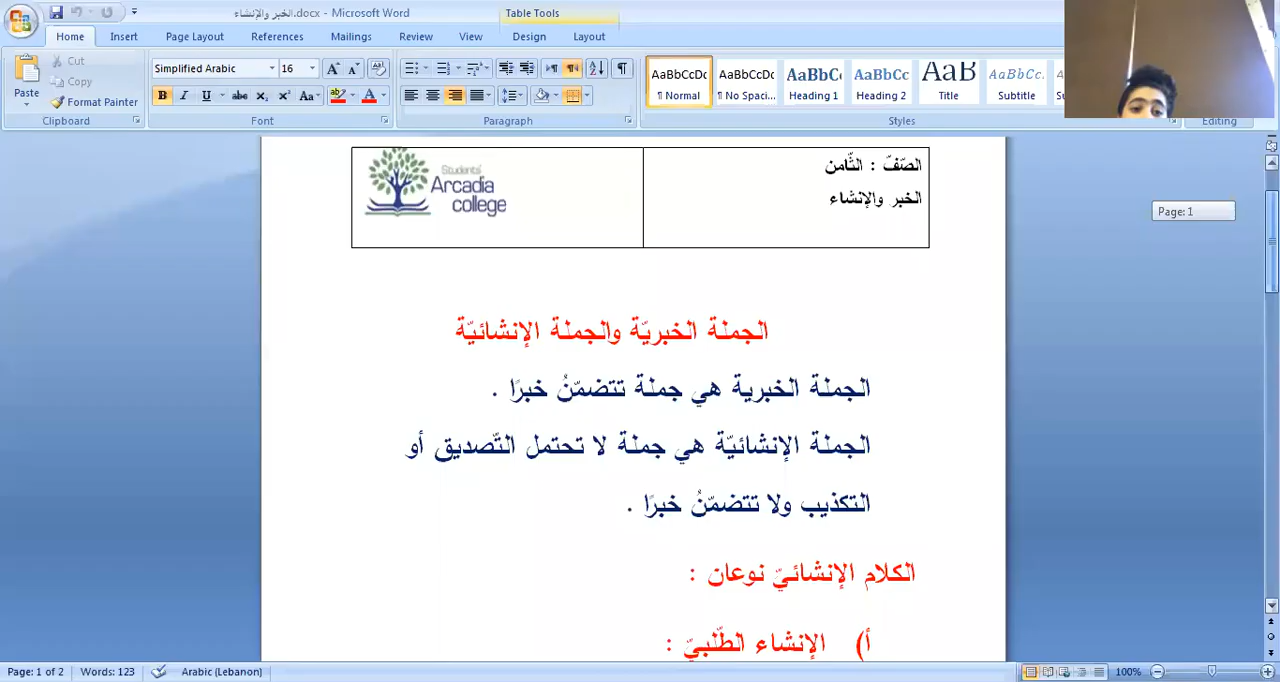 الخبر والإنشاء.docx - Microsoft Word
Table Tools
Home Insert Page Layout References Mailings Review View Design Layout
Cut
Copy
Format Painter
Paste
Clipboard
Simplified Arabic 16
Font
Paragraph
AaBbCcDc AaBbCcDc AaBbC AaBbCc AaB AaBbCc.
¶ Normal ¶ No Spaci... Heading 1 Heading 2 Title Subtitle
Styles
Editing
Page: 1
الصّفّ : الثّامن
الخبر والإنشاء
Students'
Arcadia
college
الجملة الخبريّة والجملة الإنشائيّة
الجملة الخبرية هي جملة تتضمّنُ خبرًا .
الجملة الإنشائيّة هي جملة لا تحتمل التّصديق أو
التكذيب ولا تتضمّنُ خبرًا .
الكلام الإنشائيّ نوعان :
أ) الإنشاء الطّلبيّ :
Page: 1 of 2 Words: 123 Arabic (Lebanon) 100%